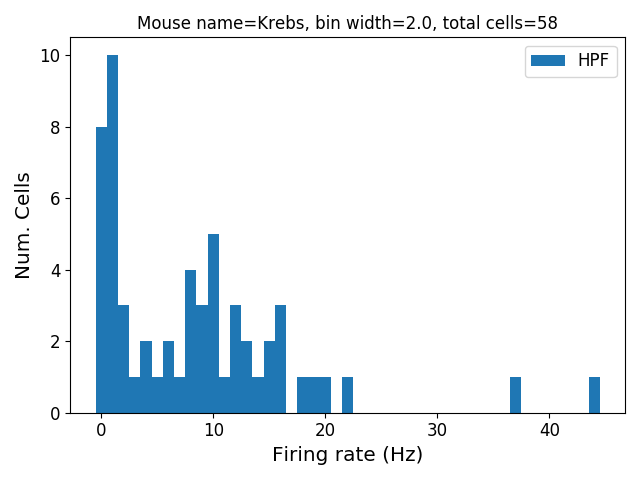 Mouse name=Krebs, bin width=2.0, total cells=58
HPF
10
8
6
4
2
0
Num. Cells
0 10 20 30 40
Firing rate (Hz)